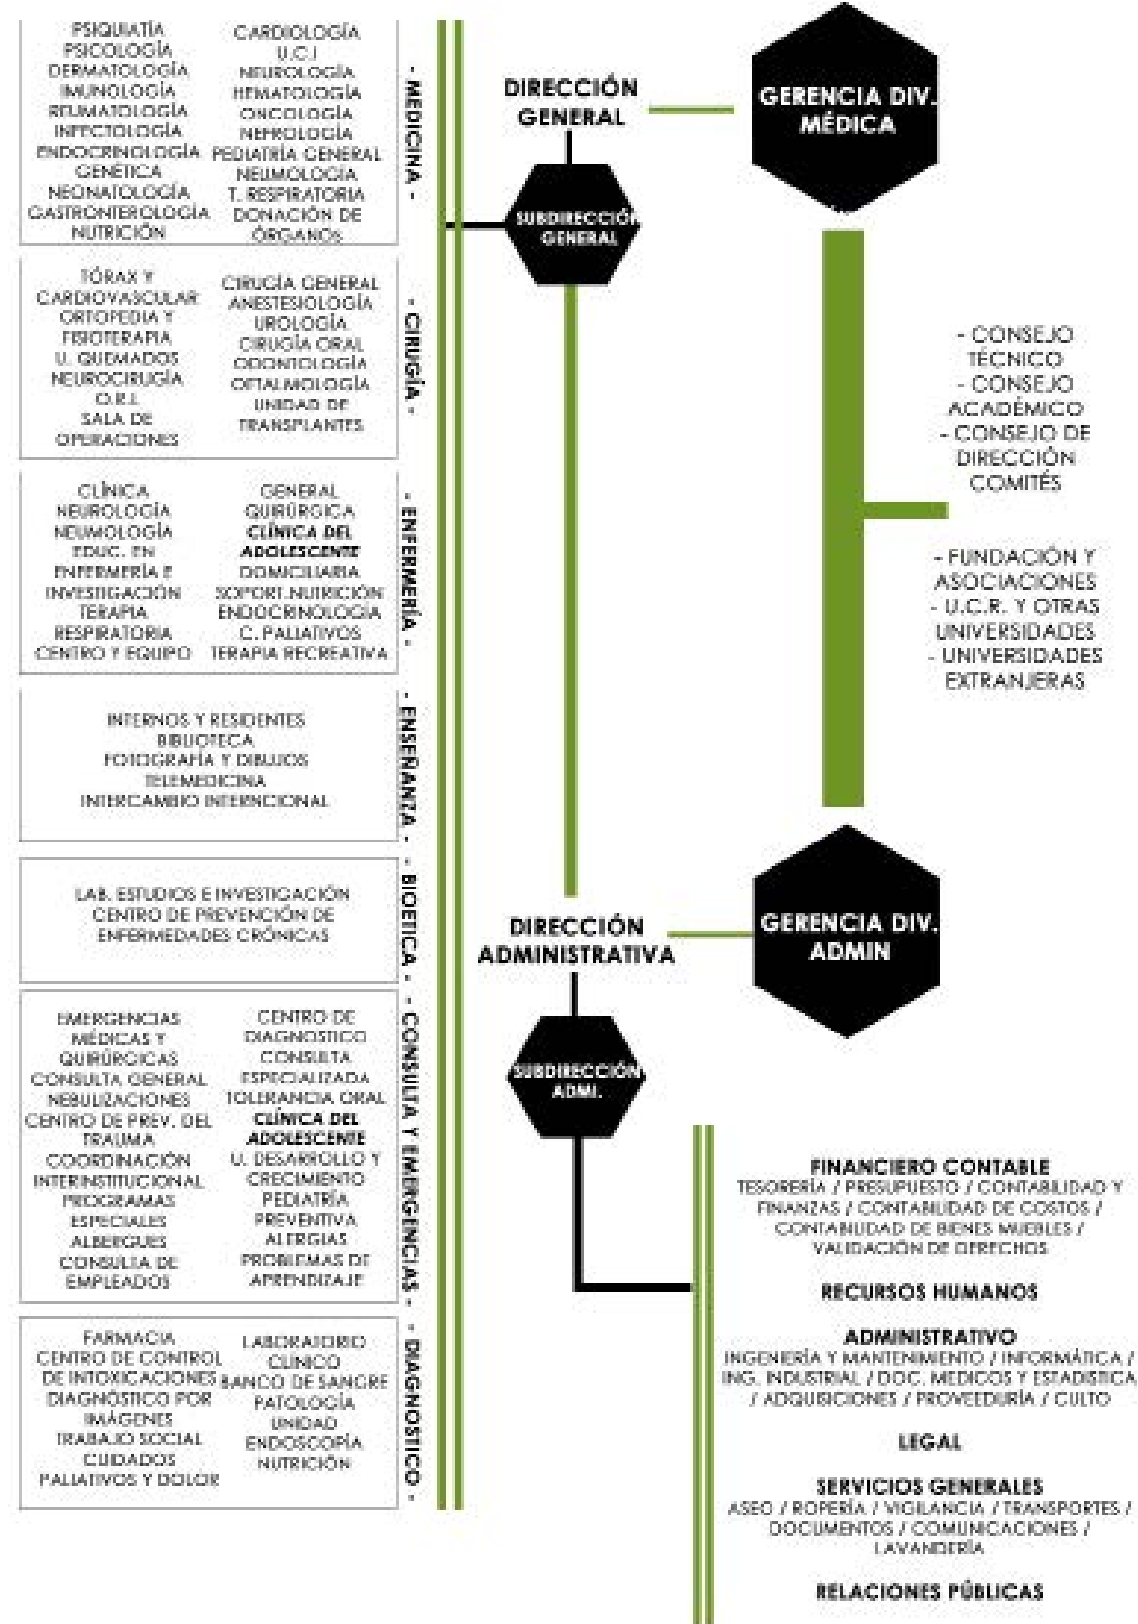 PSIQUIATÍA
PSICOLOGÍA
DERMATOLOGÍA
IMUNOLOGÍA
REUMATOLOGÍA
INFECTOLOGÍA
ENDOCRINOLOGÍA
GENÉTICA
NEONATOLOGÍA
GASTRONTEROLOGÍA
NUTRICIÓN
CARDIOLOGÍA
U.C.I
NEUROLOGÍA
HEMATOLOGÍA
ONCOLOGÍA
NEFROLOGÍA
PEDIATRÍA GENERAL
NEUMOLOGÍA
T. RESPIRATORIA
DONACIÓN DE
ÓRGANOS
- MEDICINA -
TÓRAX Y
CARDIOVASCULAR
ORTOPEDIA Y
FISIOTERAPIA
U. QUEMADOS
NEUROCIRUGÍA
O.R.L
SALA DE
OPERACIONES
CIRUGÍA GENERAL
ANESTESIOLOGÍA
UROLOGÍA
CIRUGÍA ORAL
ODONTOLOGÍA
OFTALMOLOGÍA
UNIDAD DE
TRANSPLANTES
- CIRUGÍA -
CLÍNICA
NEUROLOGÍA
NEUMOLOGÍA
EDUC. EN
ENFERMERÍA E
INVESTIGACIÓN
TERAPIA
RESPIRATORIA
CENTRO Y EQUIPO
GENERAL
QUIRÚRGICA
CLÍNICA DEL
ADOLESCENTE
DOMICILIARIA
SOPORT.NUTRICIÓN
ENDOCRINOLOGÍA
C. PALIATIVOS
TERAPIA RECREATIVA
- ENFERMERÍA -
INTERNOS Y RESIDENTES
BIBLIOTECA
FOTOGRAFÍA Y DIBUJOS
TELEMEDICINA
INTERCAMBIO INTERNCIONAL
- ENSEÑANZA -
LAB. ESTUDIOS E INVESTIGACIÓN
CENTRO DE PREVENCIÓN DE
ENFERMEDADES CRÓNICAS
- BIOETICA -
EMERGENCIAS
MÉDICAS Y
QUIRÚRGICAS
CONSULTA GENERAL
NEBULIZACIONES
CENTRO DE PREV. DEL
TRAUMA
COORDINACIÓN
INTERINSTITUCIONAL
PROGRAMAS
ESPECIALES
ALBERGUES
CONSULTA DE
EMPLEADOS
CENTRO DE
DIAGNOSTICO
CONSULTA
ESPECIALIZADA
TOLERANCIA ORAL
CLÍNICA DEL
ADOLESCENTE
U. DESARROLLO Y
CRECIMIENTO
PEDIATRÍA
PREVENTIVA
ALERGIAS
PROBLEMAS DE
APRENDIZAJE
- CONSULTA Y EMERGENCIAS -
FARMACIA
CENTRO DE CONTROL
DE INTOXICACIONES
DIAGNÓSTICO POR
IMÁGENES
TRABAJO SOCIAL
CUIDADOS
PALIATIVOS Y DOLOR
LABORATORIO
CLÍNICO
BANCO DE SANGRE
PATOLOGÍA
UNIDAD
ENDOSCOPÍA
NUTRICIÓN
- DIAGNOSTICO -
DIRECCIÓN
GENERAL
SUBDIRECCIÓN
GENERAL
GERENCIA DIV.
MÉDICA
- CONSEJO
TÉCNICO
- CONSEJO
ACADÉMICO
- CONSEJO DE
DIRECCIÓN
COMITÉS
- FUNDACIÓN Y
ASOCIACIONES
- U.C.R. Y OTRAS
UNIVERSIDADES
- UNIVERSIDADES
EXTRANJERAS
DIRECCIÓN
ADMINISTRATIVA
GERENCIA DIV.
ADMIN
SUBDIRECCIÓN
ADMI.
FINANCIERO CONTABLE
TESORERÍA / PRESUPUESTO / CONTABILIDAD Y
FINANZAS / CONTABILIDAD DE COSTOS /
CONTABILIDAD DE BIENES MUEBLES /
VALIDACIÓN DE DERECHOS
RECURSOS HUMANOS
ADMINISTRATIVO
INGENIERÍA Y MANTENIMIENTO / INFORMÁTICA /
ING. INDUSTRIAL / DOC. MEDICOS Y ESTADISTICA
/ ADQUISICIONES / PROVEEDURÍA / CULTO
LEGAL
SERVICIOS GENERALES
ASEO / ROPERÍA / VIGILANCIA / TRANSPORTES /
DOCUMENTOS / COMUNICACIONES /
LAVANDERÍA
RELACIONES PÚBLICAS